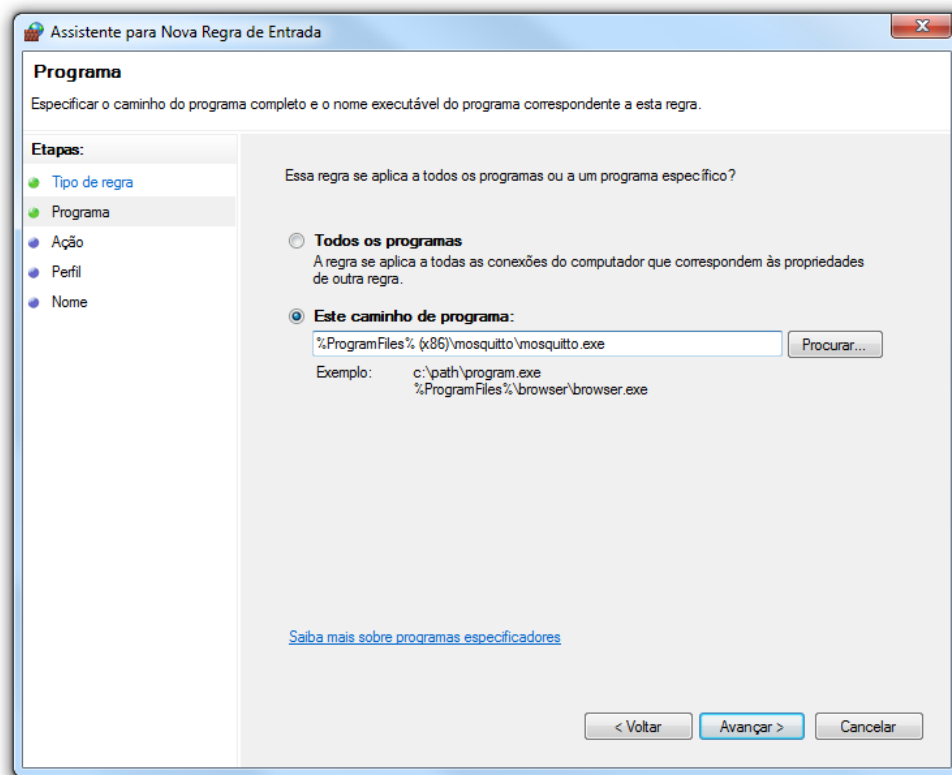 Assistente para Nova Regra de Entrada
Programa
Especificar o caminho do programa completo e o nome executável do programa correspondente a esta regra.
Etapas:
Tipo de regra
Programa
Ação
Perfil
Nome
Essa regra se aplica a todos os programas ou a um programa específico?
Todos os programas
A regra se aplica a todas as conexões do computador que correspondem às propriedades
de outra regra.
Este caminho de programa:
%ProgramFiles% (x86)\mosquitto\mosquitto.exe
Procurar...
Exemplo: c:\path\program.exe
%ProgramFiles%\browser\browser.exe
Saiba mais sobre programas especificadores
< Voltar
Avançar >
Cancelar